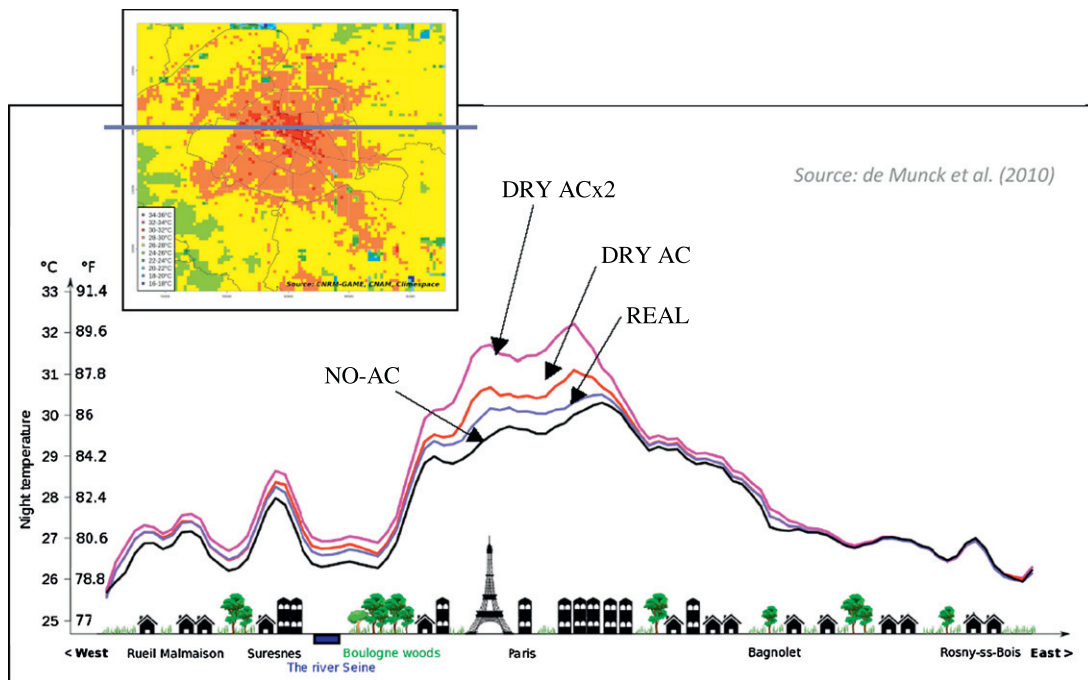 34-36°C
32-34°C
30-32°C
28-30°C
26-28°C
24-26°C
22-24°C
20-22°C
18-20°C
16-18°C
Source: CNRM-GAME, CNAM, Climespace
Source: de Munck et al. (2010)
DRY ACx2
DRY AC
REAL
NO-AC
°C °F
33 91.4
32 89.6
31 87.8
30 86
29 84.2
28 82.4
27 80.6
26 78.8
25 77
Night temperature
< West Rueil Malmaison Suresnes Boulogne woods Paris Bagnolet Rosny-ss-Bois East >
The river Seine